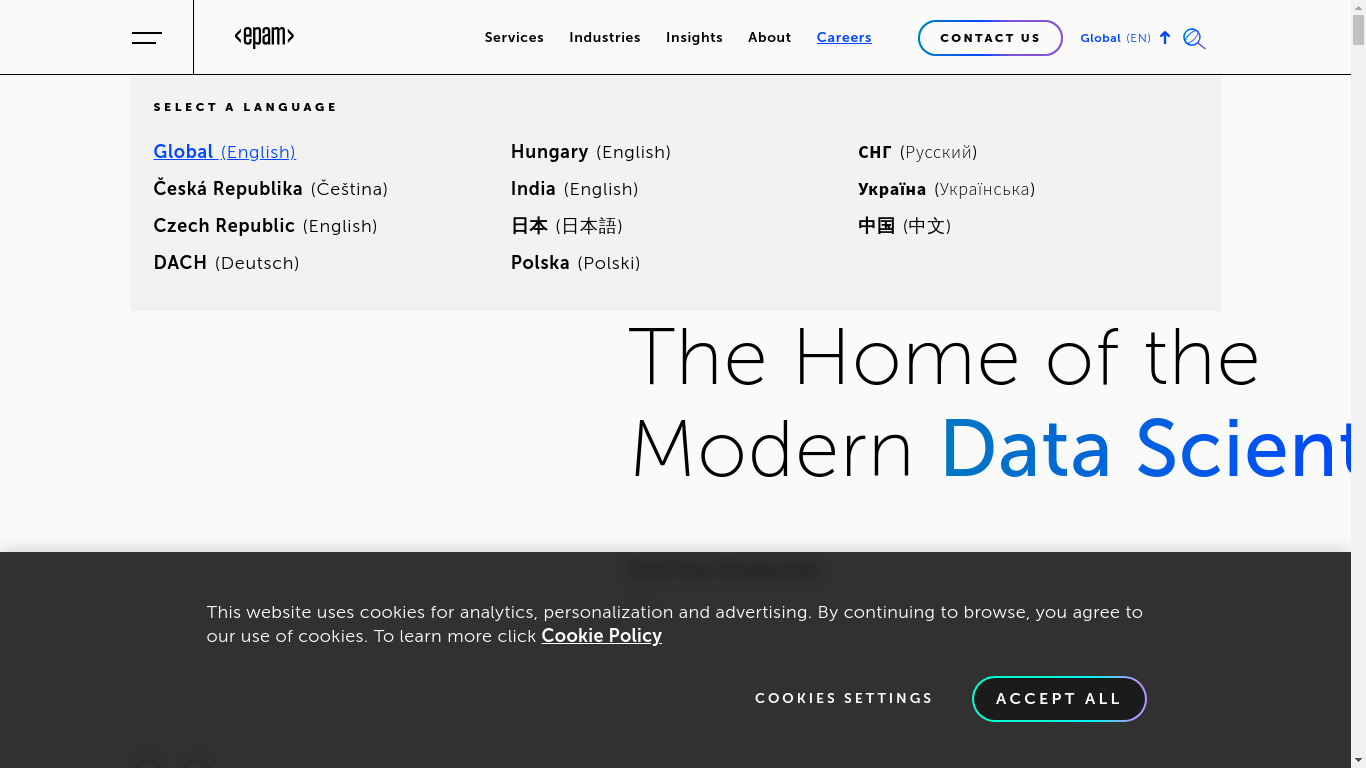 <epam>
Services Industries Insights About Careers CONTACT US Global (EN)
SELECT A LANGUAGE
Global (English)
Česká Republika (Čeština)
Czech Republic (English)
DACH (Deutsch)
Hungary (English)
India (English)
日本 (日本語)
Polska (Polski)
СНГ (Русский)
Україна (Українська)
中国 (中文)
The Home of the
Modern Data Scient
This website uses cookies for analytics, personalization and advertising. By continuing to browse, you agree to
our use of cookies. To learn more click Cookie Policy
COOKIES SETTINGS ACCEPT ALL